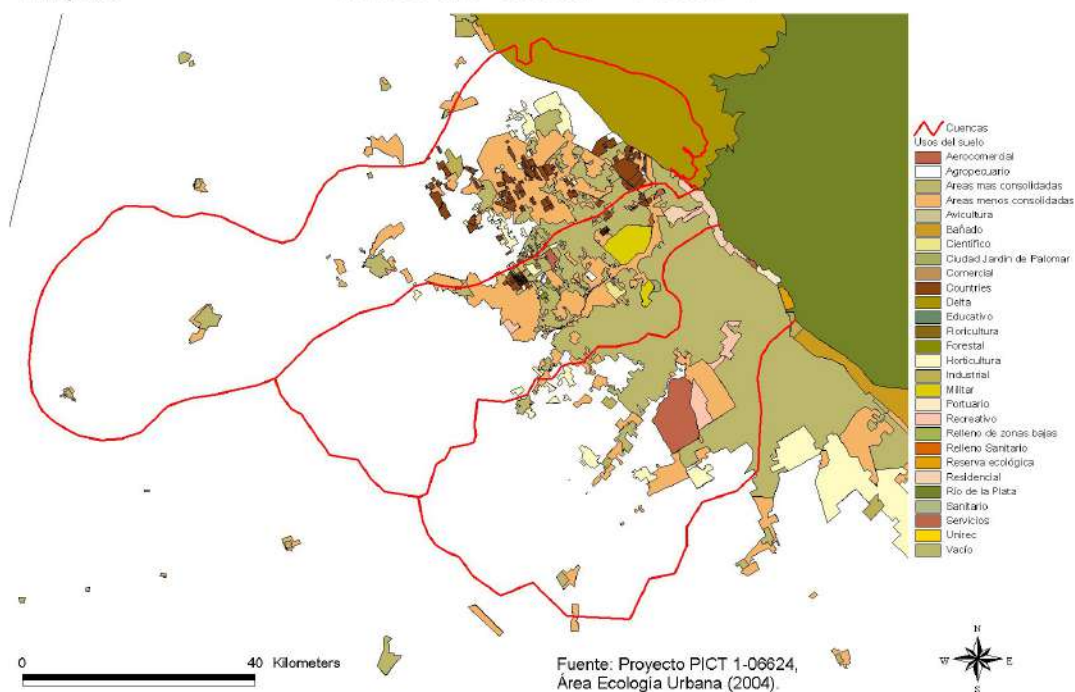 Cuencas
Usos del suelo
Aerocomercial
Agropecuario
Areas mas consolidadas
Areas menos consolidadas
Avicultura
Bañado
Científico
Ciudad Jardín de Palomar
Comercial
Countries
Delta
Educativo
Floricultura
Forestal
Horticultura
Industrial
Militar
Portuario
Recreativo
Relleno de zonas bajas
Relleno Sanitario
Reserva ecológica
Residencial
Río de la Plata
Sanitario
Servicios
Unirec
Vacío
N
W E
S
0 40 Kilometers
Fuente: Proyecto PICT 1-06624,
Área Ecología Urbana (2004).